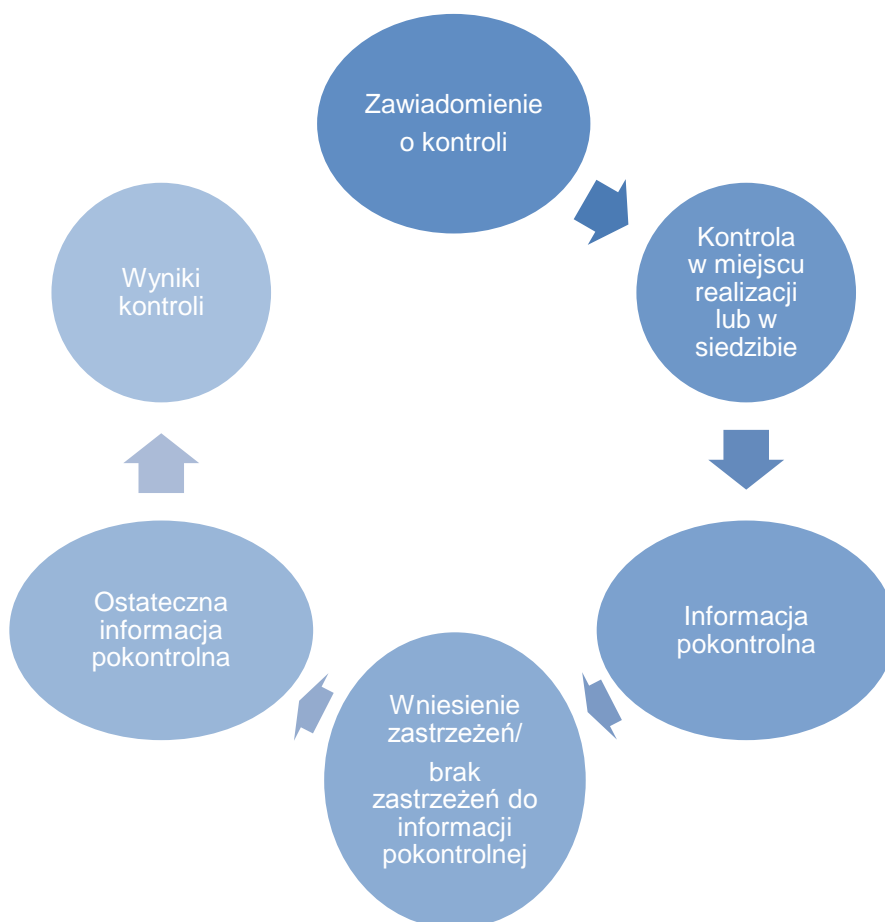 Zawiadomienie
o kontroli
Kontrola
w miejscu
realizacji
lub w
siedzibie
Informacja
pokontrolna
Wniesienie
zastrzeżeń/
brak
zastrzeżeń do
informacji
pokontrolnej
Ostateczna
informacja
pokontrolna
Wyniki
kontroli